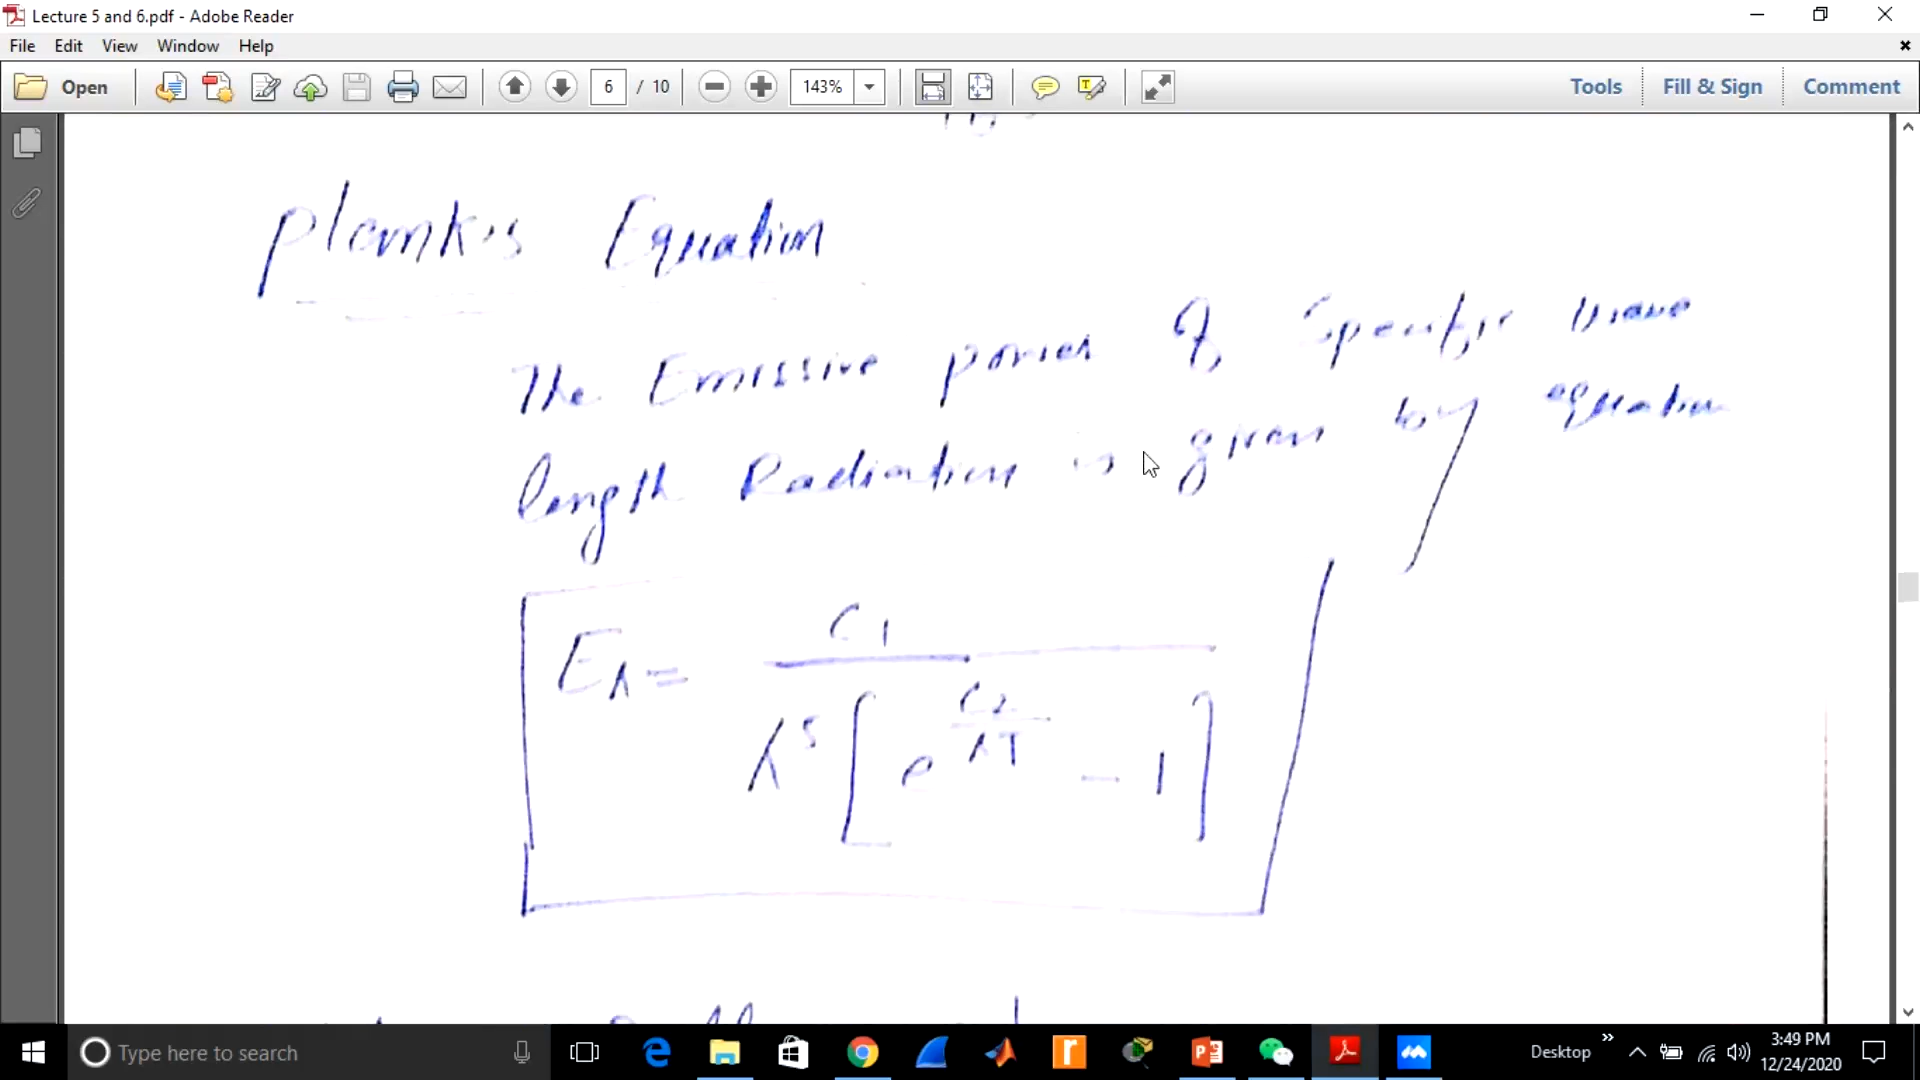 Lecture 5 and 6.pdf - Adobe Reader
File Edit View Window Help
Open 6 / 10 143% Tools Fill & Sign Comment
Plank's Equation
The Emissive power of Specific wave
length Radiation is given by equation
Eλ = C1
λ5 [ e C2/λT - 1 ]
Type here to search
Desktop
3:49 PM
12/24/2020